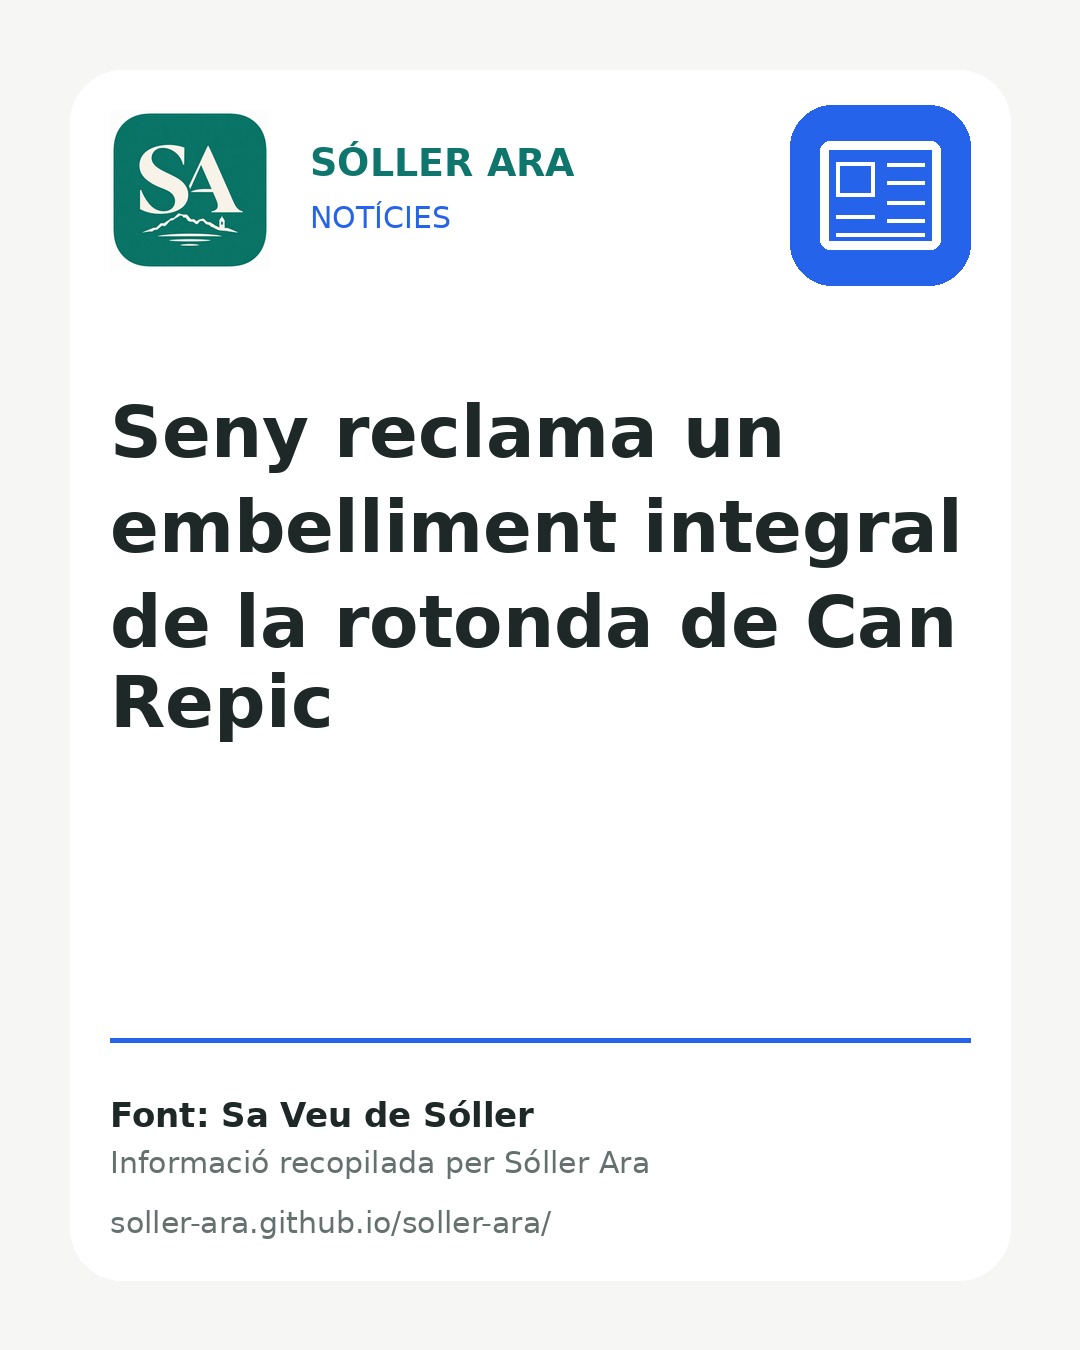 SA
SÓLLER ARA
NOTÍCIES
Seny reclama un
embelliment integral
de la rotonda de Can
Repic
Font: Sa Veu de Sóller
Informació recopilada per Sóller Ara
soller-ara.github.io/soller-ara/